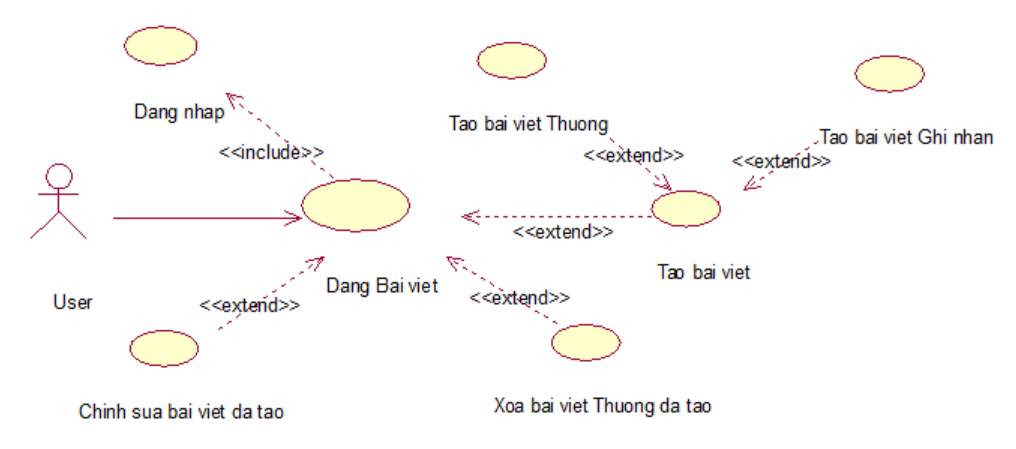 Dang nhap
Tao bai viet Thuong
Tao bai viet Ghi nhan
<<include>>
<<extend>>
<<extend>>
<<extend>>
Tao bai viet
Dang Bai viet
User
<<extend>>
<<extend>>
Chinh sua bai viet da tao
Xoa bai viet Thuong da tao